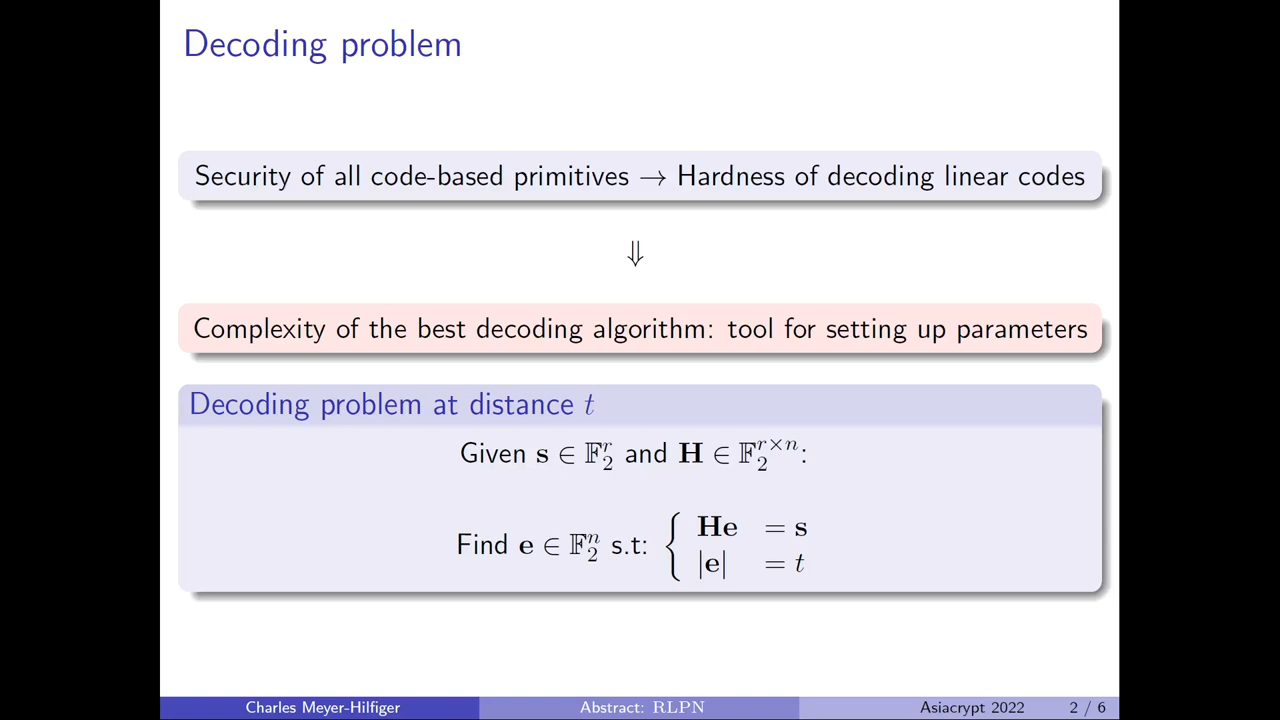 Decoding problem
Security of all code-based primitives → Hardness of decoding linear codes
⇓
Complexity of the best decoding algorithm: tool for setting up parameters
Decoding problem at distance t
Given s ∈ 𝔽₂ʳ and H ∈ 𝔽₂ʳˣⁿ:
Find e ∈ 𝔽₂ⁿ s.t: { He = s
|e| = t
Charles Meyer-Hilfiger Abstract: RLPN Asiacrypt 2022 2 / 6